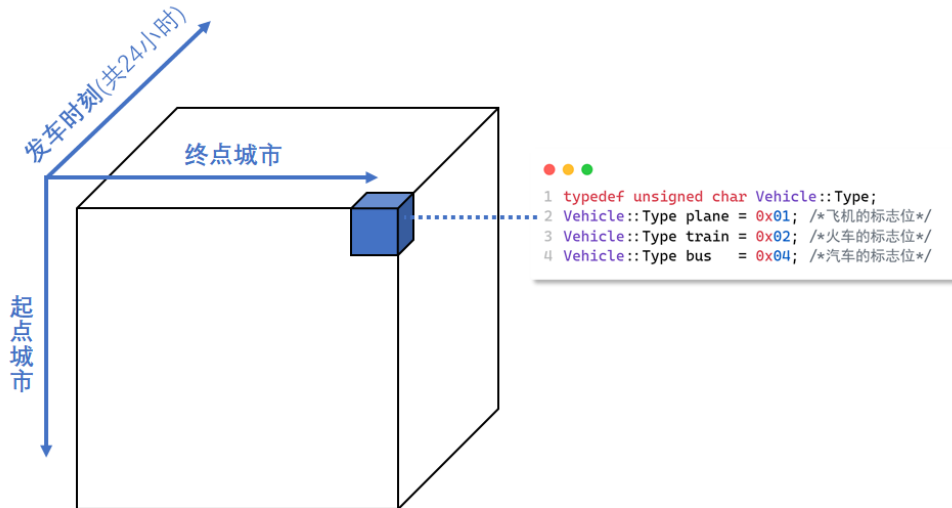 发车时刻(共24小时)
终点城市
起点城市
1 typedef unsigned char Vehicle::Type;
2 Vehicle::Type plane = 0x01; /*飞机的标志位*/
3 Vehicle::Type train = 0x02; /*火车的标志位*/
4 Vehicle::Type bus   = 0x04; /*汽车的标志位*/